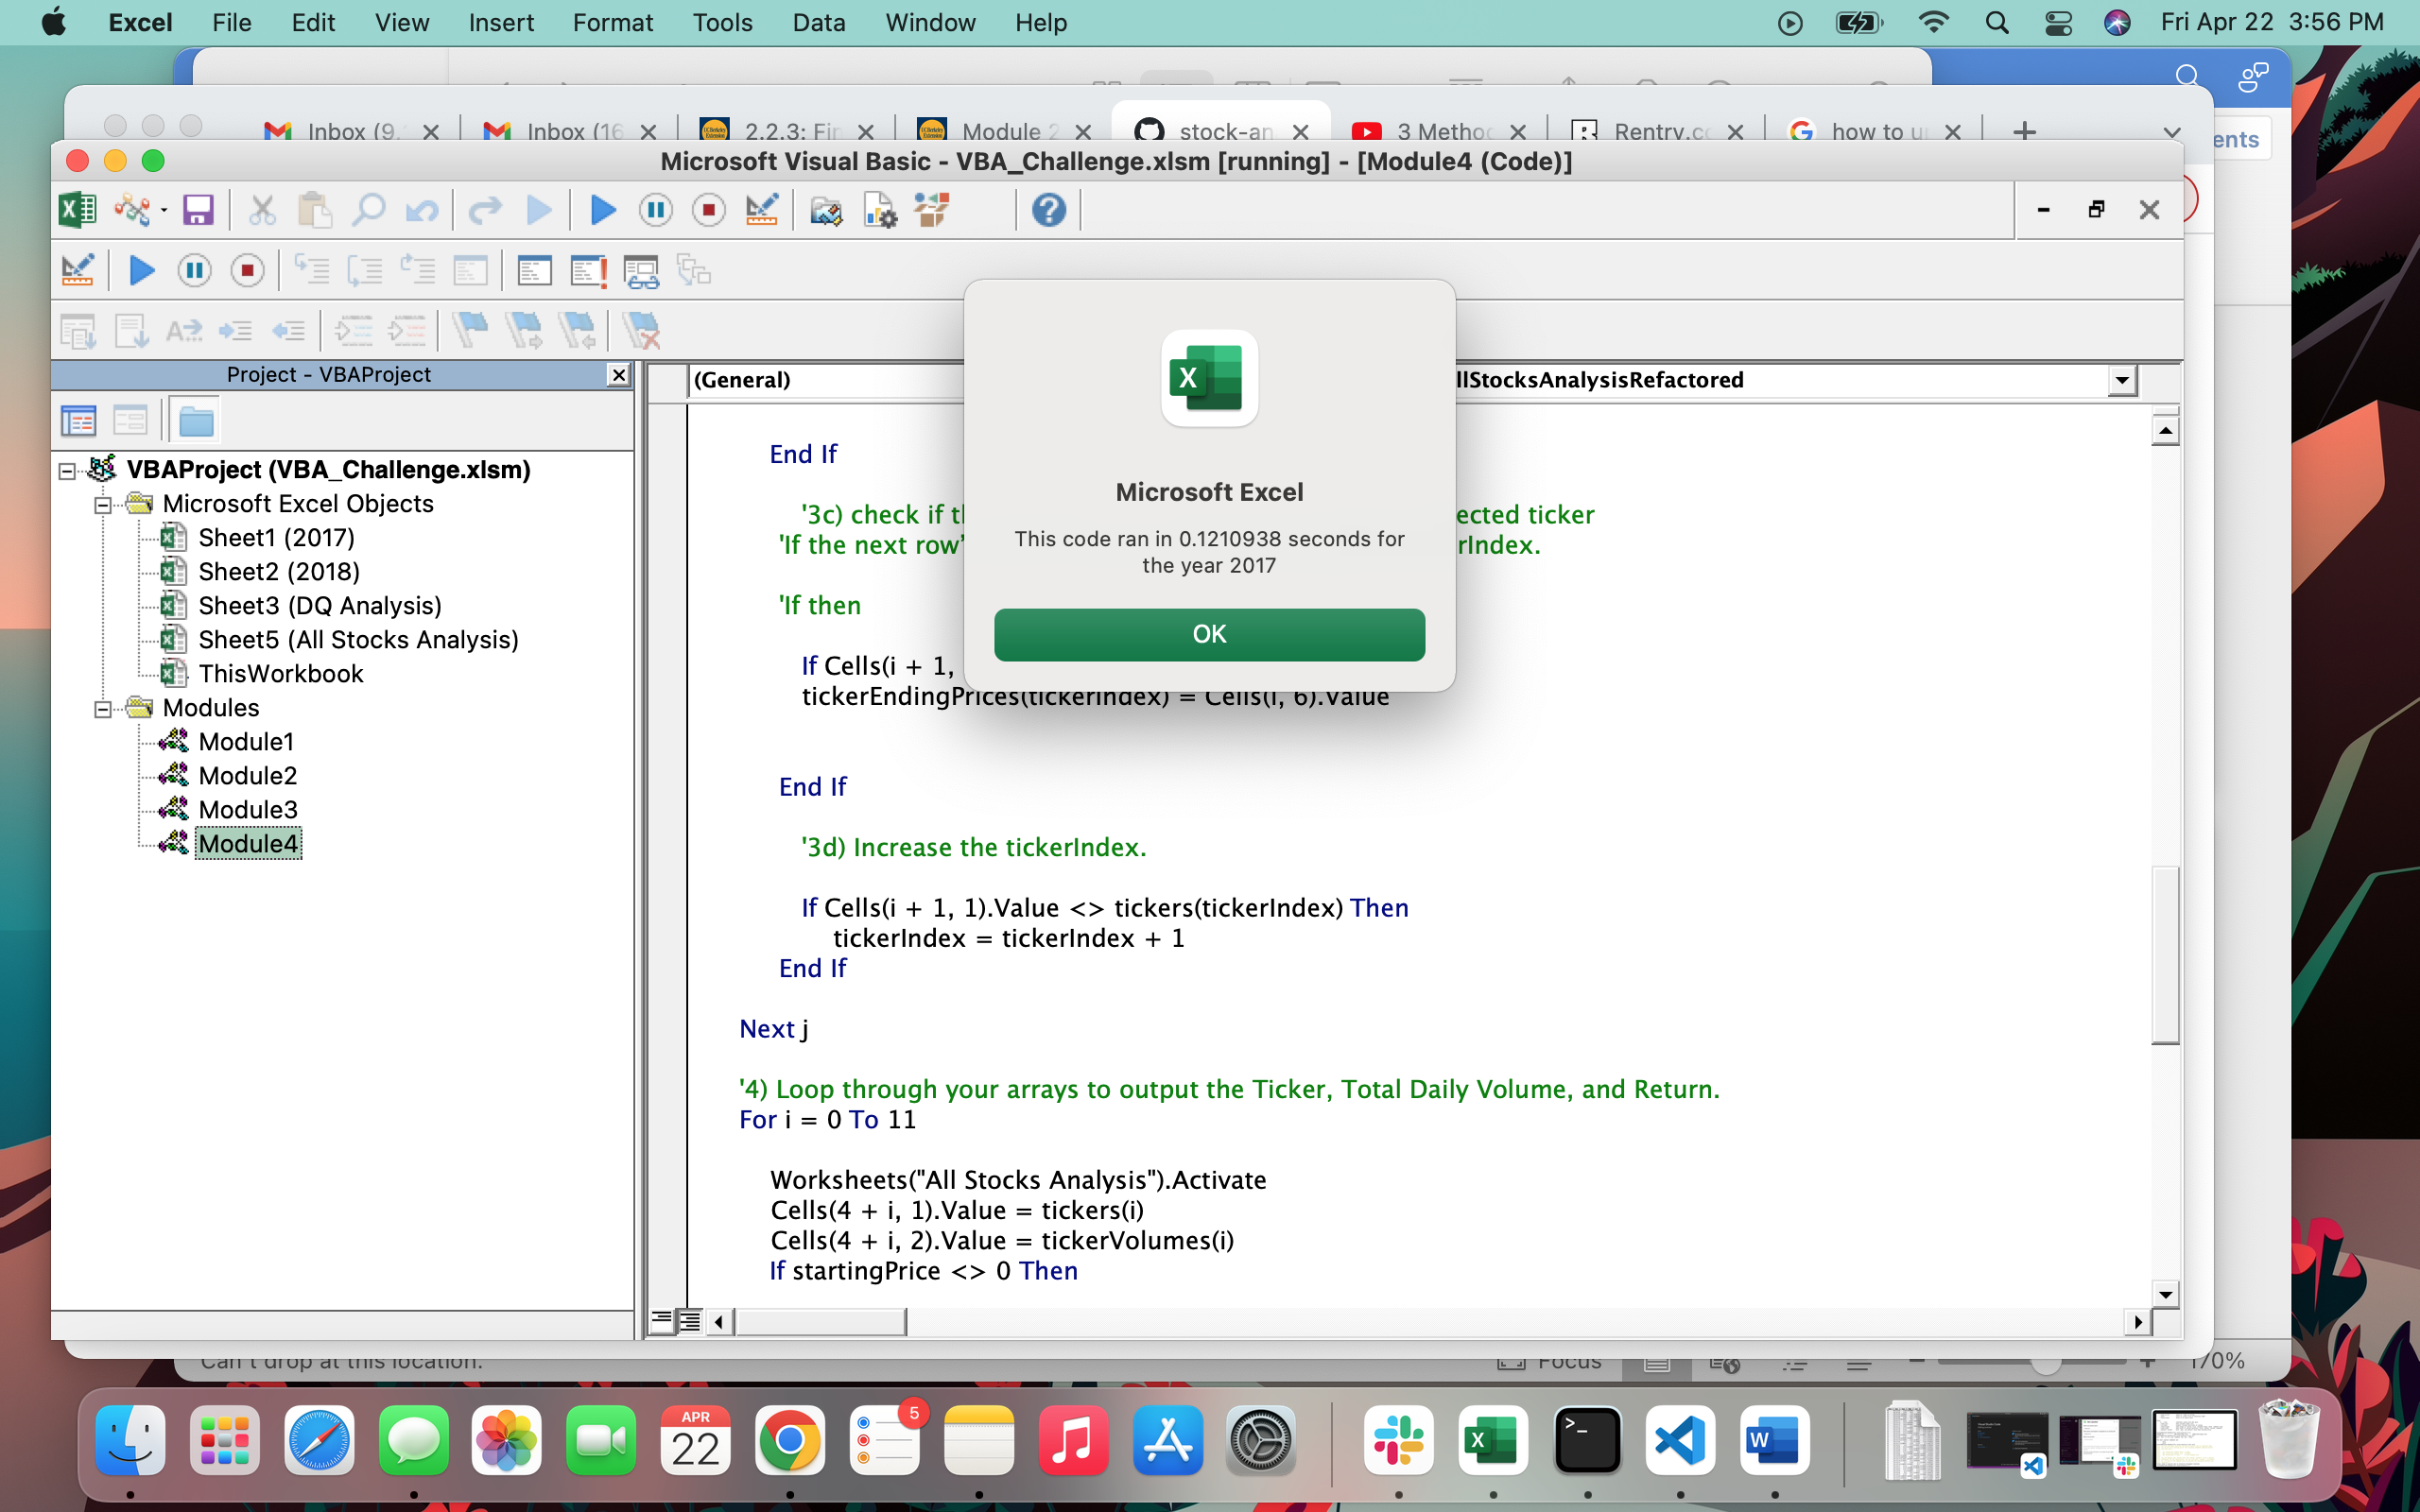 Excel File Edit View Insert Format Tools Data Window Help Fri Apr 22 3:56 PM
Inbox (9, Inbox (16 2.2.3: Fin Module 2 stock-an 3 Methoc Rentry.co how to u ents
Microsoft Visual Basic - VBA_Challenge.xlsm [running] - [Module4 (Code)]
Project - VBAProject
VBAProject (VBA_Challenge.xlsm)
Microsoft Excel Objects
Sheet1 (2017)
Sheet2 (2018)
Sheet3 (DQ Analysis)
Sheet5 (All Stocks Analysis)
ThisWorkbook
Modules
Module1
Module2
Module3
Module4
(General) llStocksAnalysisRefactored
End If
'3c) check if t ected ticker
'If the next row' rIndex.
'If then
If Cells(i + 1,
tickerEndingPrices(tickerIndex) = Cells(i, 6).Value
End If
'3d) Increase the tickerIndex.
If Cells(i + 1, 1).Value <> tickers(tickerIndex) Then
tickerIndex = tickerIndex + 1
End If
Next j
'4) Loop through your arrays to output the Ticker, Total Daily Volume, and Return.
For i = 0 To 11
Worksheets("All Stocks Analysis").Activate
Cells(4 + i, 1).Value = tickers(i)
Cells(4 + i, 2).Value = tickerVolumes(i)
If startingPrice <> 0 Then
Microsoft Excel
This code ran in 0.1210938 seconds for
the year 2017
OK
Can't drop at this location. Focus 170%
APR
22
5